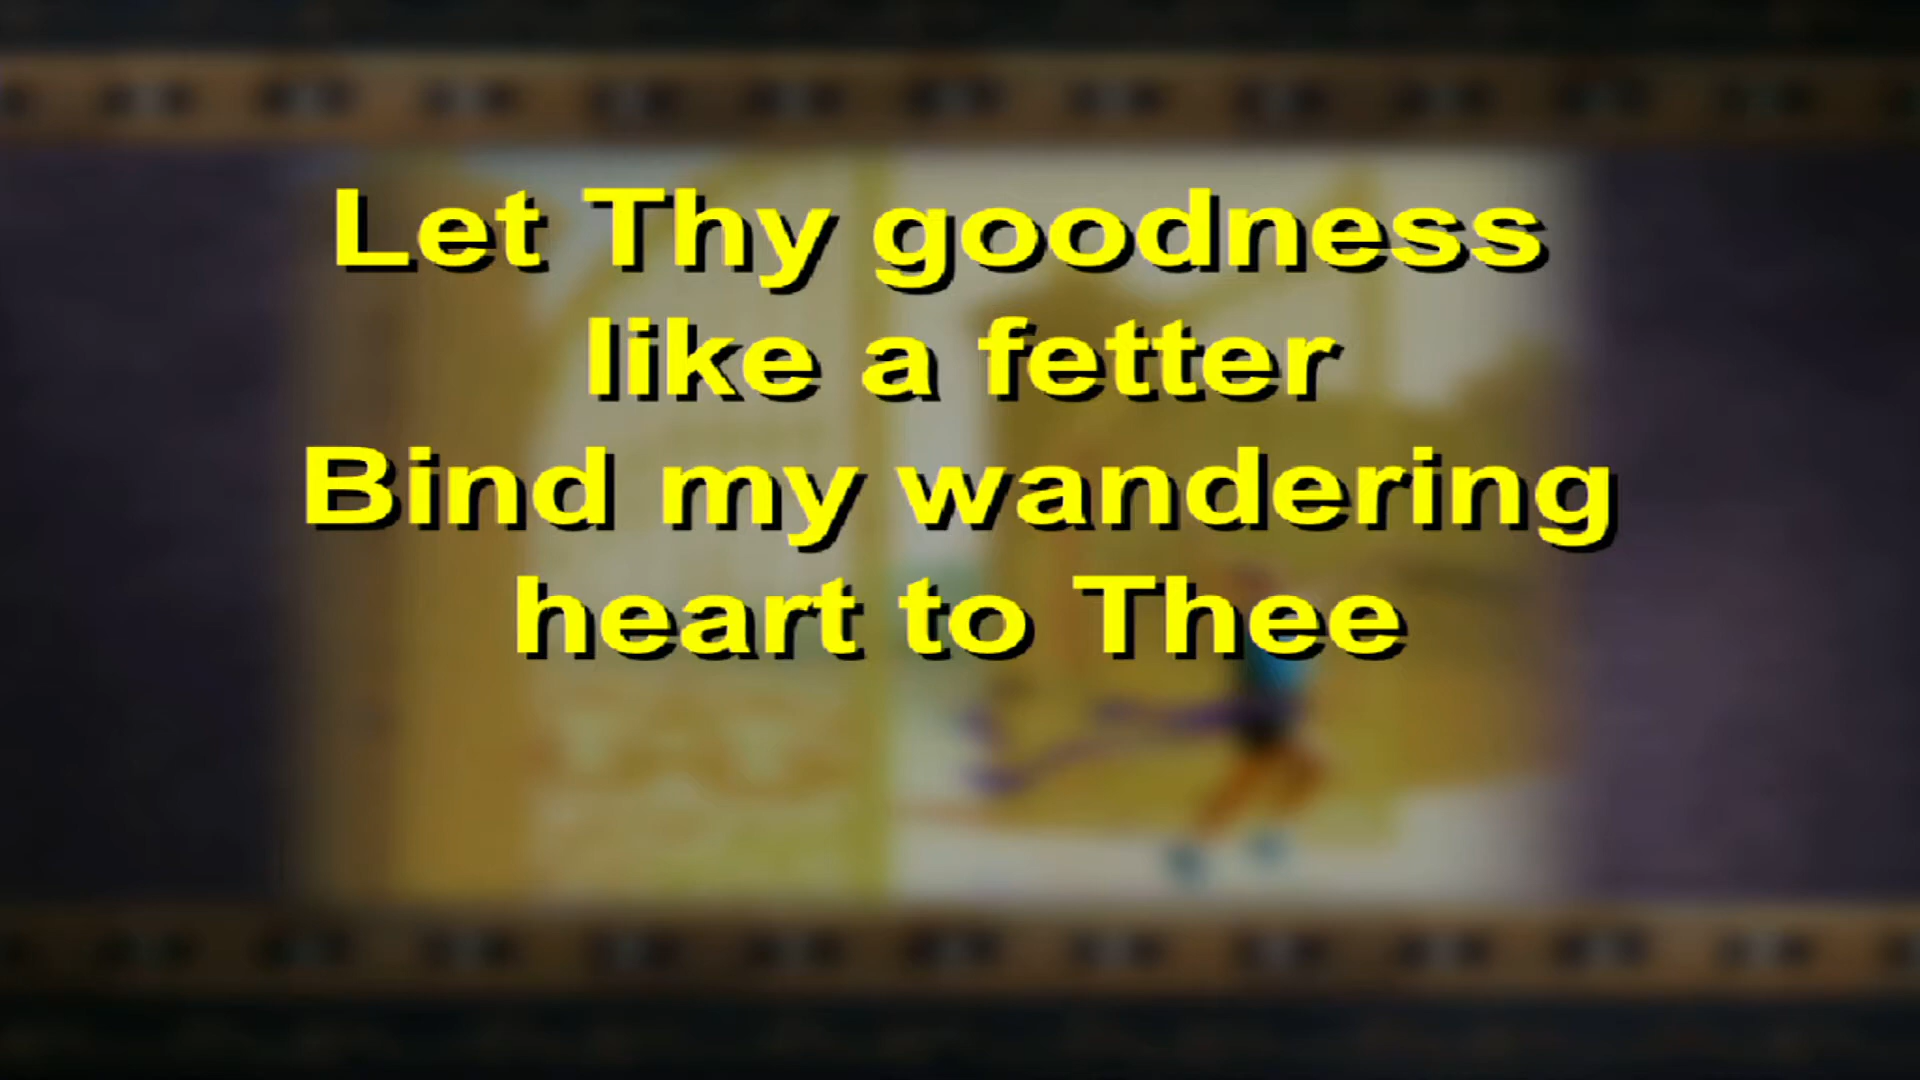 Let Thy goodness
like a fetter
Bind my wandering
heart to Thee